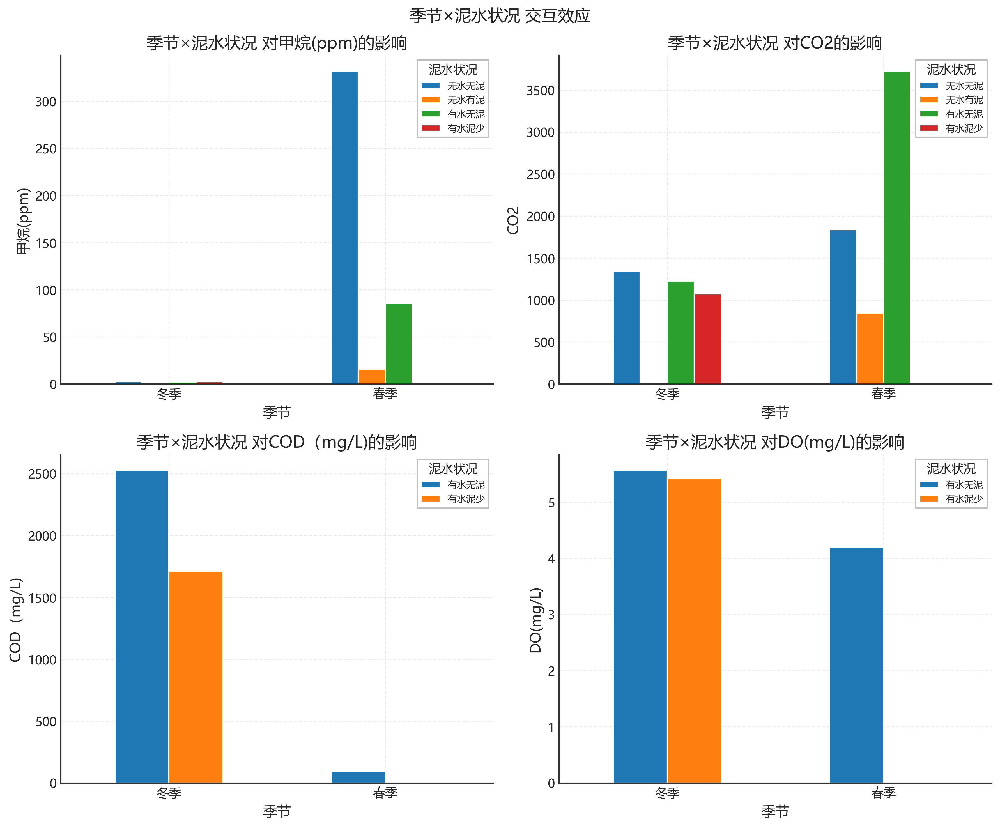 季节×泥水状况 交互效应
季节×泥水状况 对甲烷(ppm)的影响
甲烷(ppm)
300
250
200
150
100
50
0
冬季
春季
季节
泥水状况
无水无泥
无水有泥
有水无泥
有水泥少
季节×泥水状况 对CO2的影响
CO2
3500
3000
2500
2000
1500
1000
500
0
冬季
春季
季节
泥水状况
无水无泥
无水有泥
有水无泥
有水泥少
季节×泥水状况 对COD（mg/L)的影响
COD（mg/L)
2500
2000
1500
1000
500
0
冬季
春季
季节
泥水状况
有水无泥
有水泥少
季节×泥水状况 对DO(mg/L)的影响
DO(mg/L)
5
4
3
2
1
0
冬季
春季
季节
泥水状况
有水无泥
有水泥少